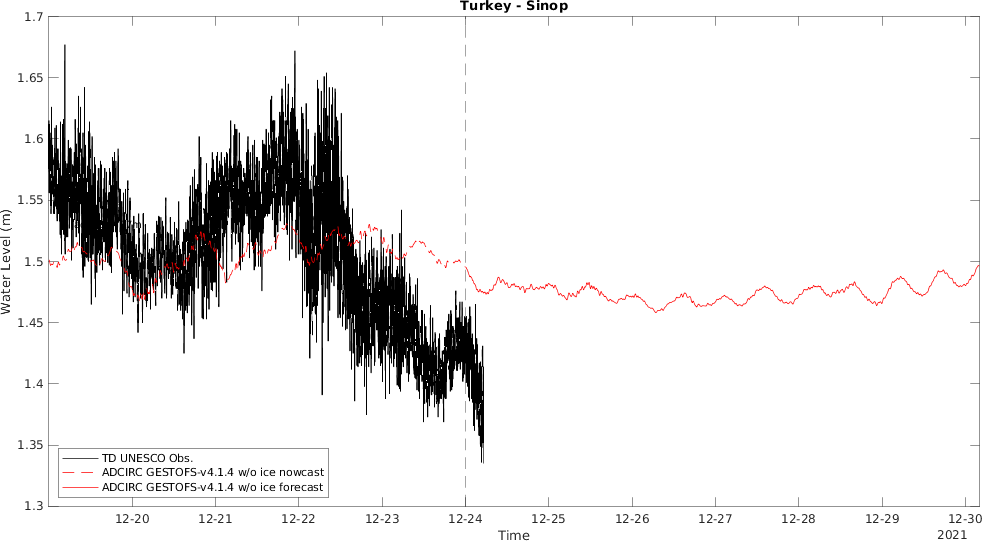 Turkey - Sinop
1.7
1.65
1.6
1.55
1.5
1.45
1.4
1.35
1.3
Water Level (m)
TD UNESCO Obs.
ADCIRC GESTOFS-v4.1.4 w/o ice nowcast
ADCIRC GESTOFS-v4.1.4 w/o ice forecast
12-20 12-21 12-22 12-23 12-24 12-25 12-26 12-27 12-28 12-29 12-30
Time
2021